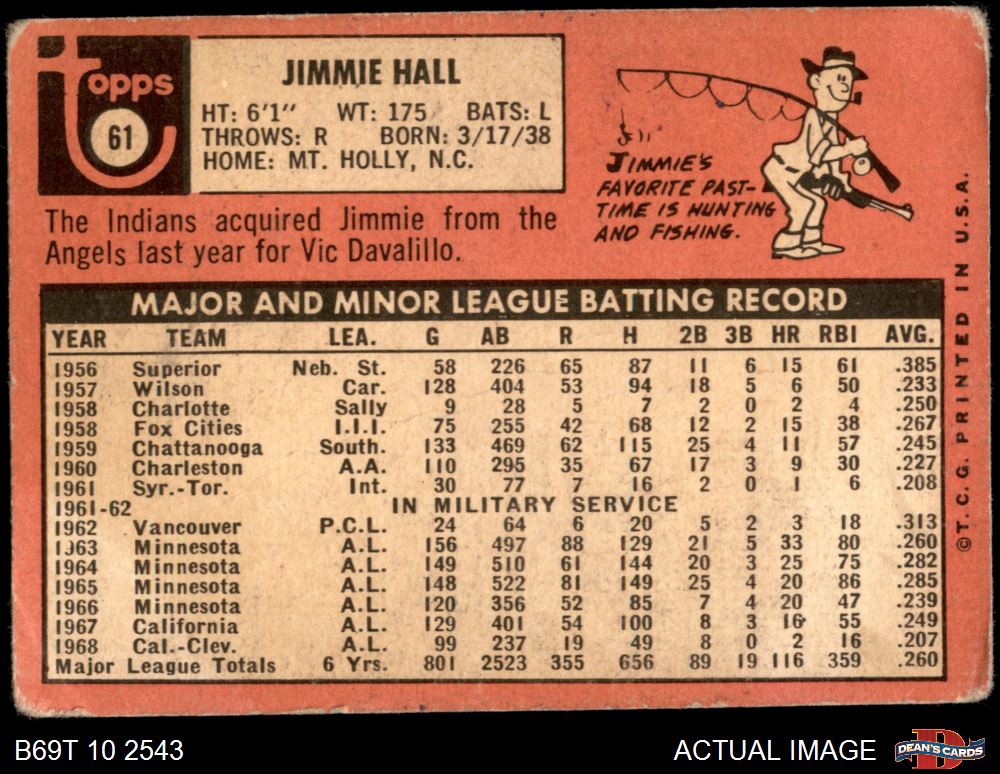 Topps
61
JIMMIE HALL
HT: 6'1" WT: 175 BATS: L
THROWS: R BORN: 3/17/38
HOME: MT. HOLLY, N.C.
JIMMIE'S
FAVORITE PAST-
TIME IS HUNTING
AND FISHING.
The Indians acquired Jimmie from the
Angels last year for Vic Davalillo.
MAJOR AND MINOR LEAGUE BATTING RECORD
YEAR TEAM LEA. G AB R H 2B 3B HR RBI AVG.
1956 Superior Neb. St. 58 226 65 87 11 6 15 61 .385
1957 Wilson Car. 128 404 53 94 18 5 6 50 .233
1958 Charlotte Sally 9 28 5 7 2 0 2 4 .250
1958 Fox Cities I.I.I. 75 255 42 68 12 2 15 38 .267
1959 Chattanooga South. 133 469 62 115 25 4 11 57 .245
1960 Charleston A.A. 110 295 35 67 17 3 9 30 .227
1961 Syr.-Tor. Int. 30 77 7 16 2 0 1 6 .208
1961-62 IN MILITARY SERVICE
1962 Vancouver P.C.L. 24 64 6 20 5 2 3 18 .313
1963 Minnesota A.L. 156 497 88 129 21 5 33 80 .260
1964 Minnesota A.L. 149 510 61 144 20 3 25 75 .282
1965 Minnesota A.L. 148 522 81 149 25 4 20 86 .285
1966 Minnesota A.L. 120 356 52 85 7 4 20 47 .239
1967 California A.L. 129 401 54 100 8 3 16 55 .249
1968 Cal.-Clev. A.L. 99 237 19 49 8 0 2 16 .207
Major League Totals 6 Yrs. 801 2523 355 656 89 19 116 359 .260
©T.C.G. PRINTED IN U.S.A.
B69T 10 2543
ACTUAL IMAGE
DEAN'S CARDS